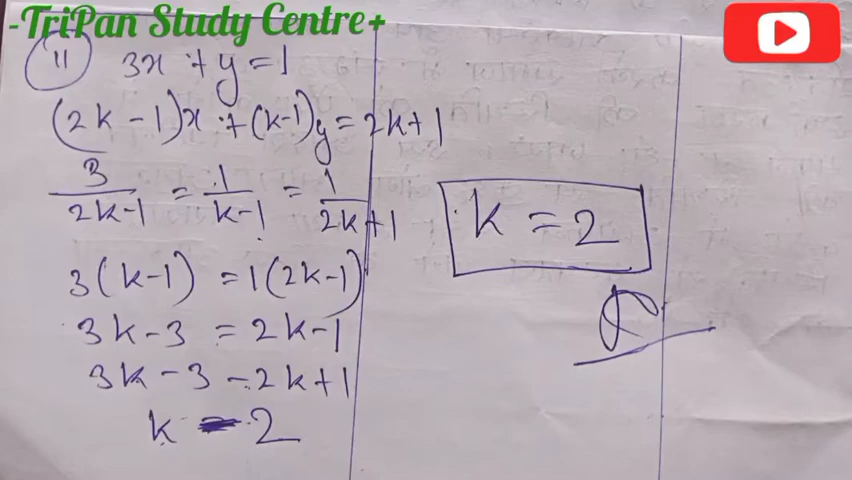 -TriPan Study Centre+
11 3x + y = 1
(2k - 1)x + (k-1)y = 2k+1
3/(2k-1) = 1/(k-1) = 1/(2k+1)
3(k-1) = 1(2k-1)
3k-3 = 2k-1
3k - 3 - 2k+1
k - 2
k = 2